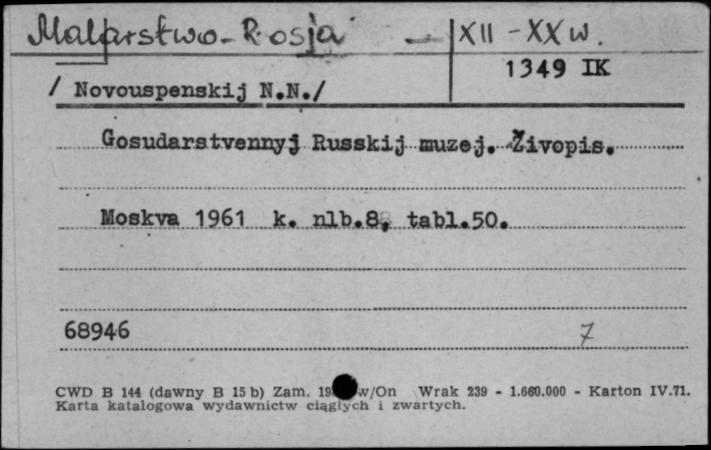 Malarstwo - Rosja - XII - XX w.
1349 IK
/ Novouspenskij N.N./
Gosudarstvennyj Russkij muzej. Živopis.
Moskva 1961 k. nlb.8, tabl.50.
68946 7
CWD B 144 (dawny B 15 b) Zam. w/On Wrak 239 - 1.660.000 - Karton IV.71.
Karta katalogowa wydawnictw ciągłych i zwartych.